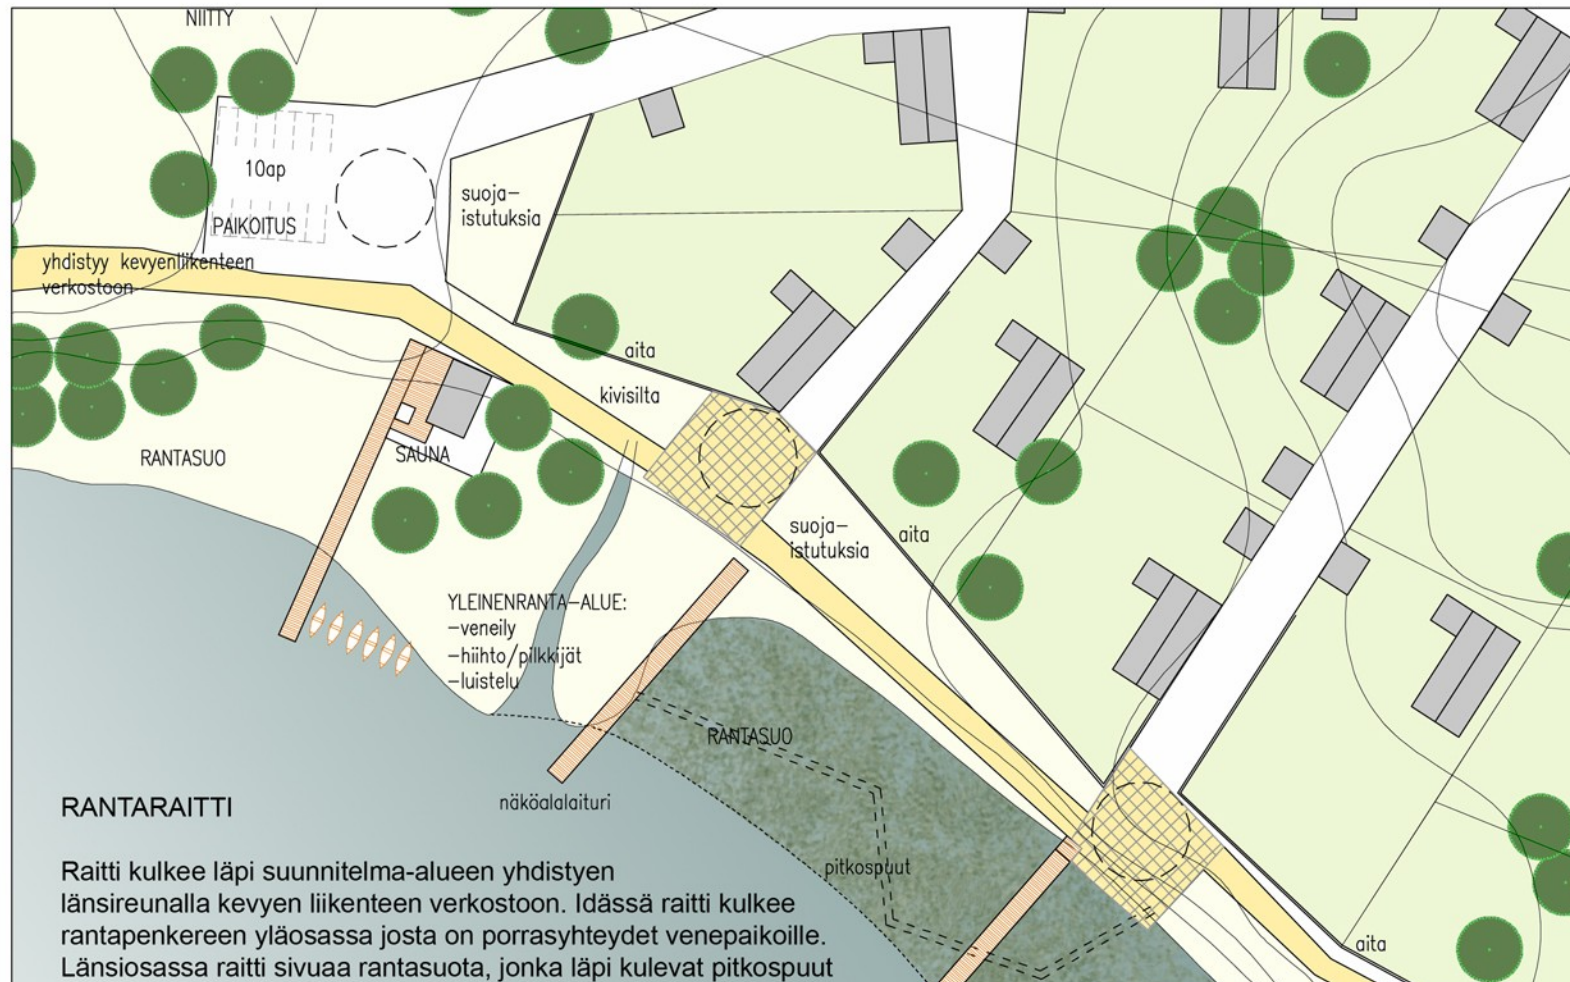 NIITTY
10ap
PAIKOITUS
suoja-
istutuksia
yhdistyy kevyenliikenteen
verkostoon
aita
kivisilta
RANTASUO
SAUNA
suoja-
istutuksia
aita
YLEINENRANTA-ALUE:
-veneily
-hiihto/pilkkijät
-luistelu
RANTASUO
näköalalaituri
pitkospuut
aita
RANTARAITTI
Raitti kulkee läpi suunnitelma-alueen yhdistyen
länsireunalla kevyen liikenteen verkostoon. Idässä raitti kulkee
rantapenkereen yläosassa josta on porrasyhteydet venepaikoille.
Länsiosassa raitti sivuaa rantasuota, jonka läpi kulevat pitkospuut